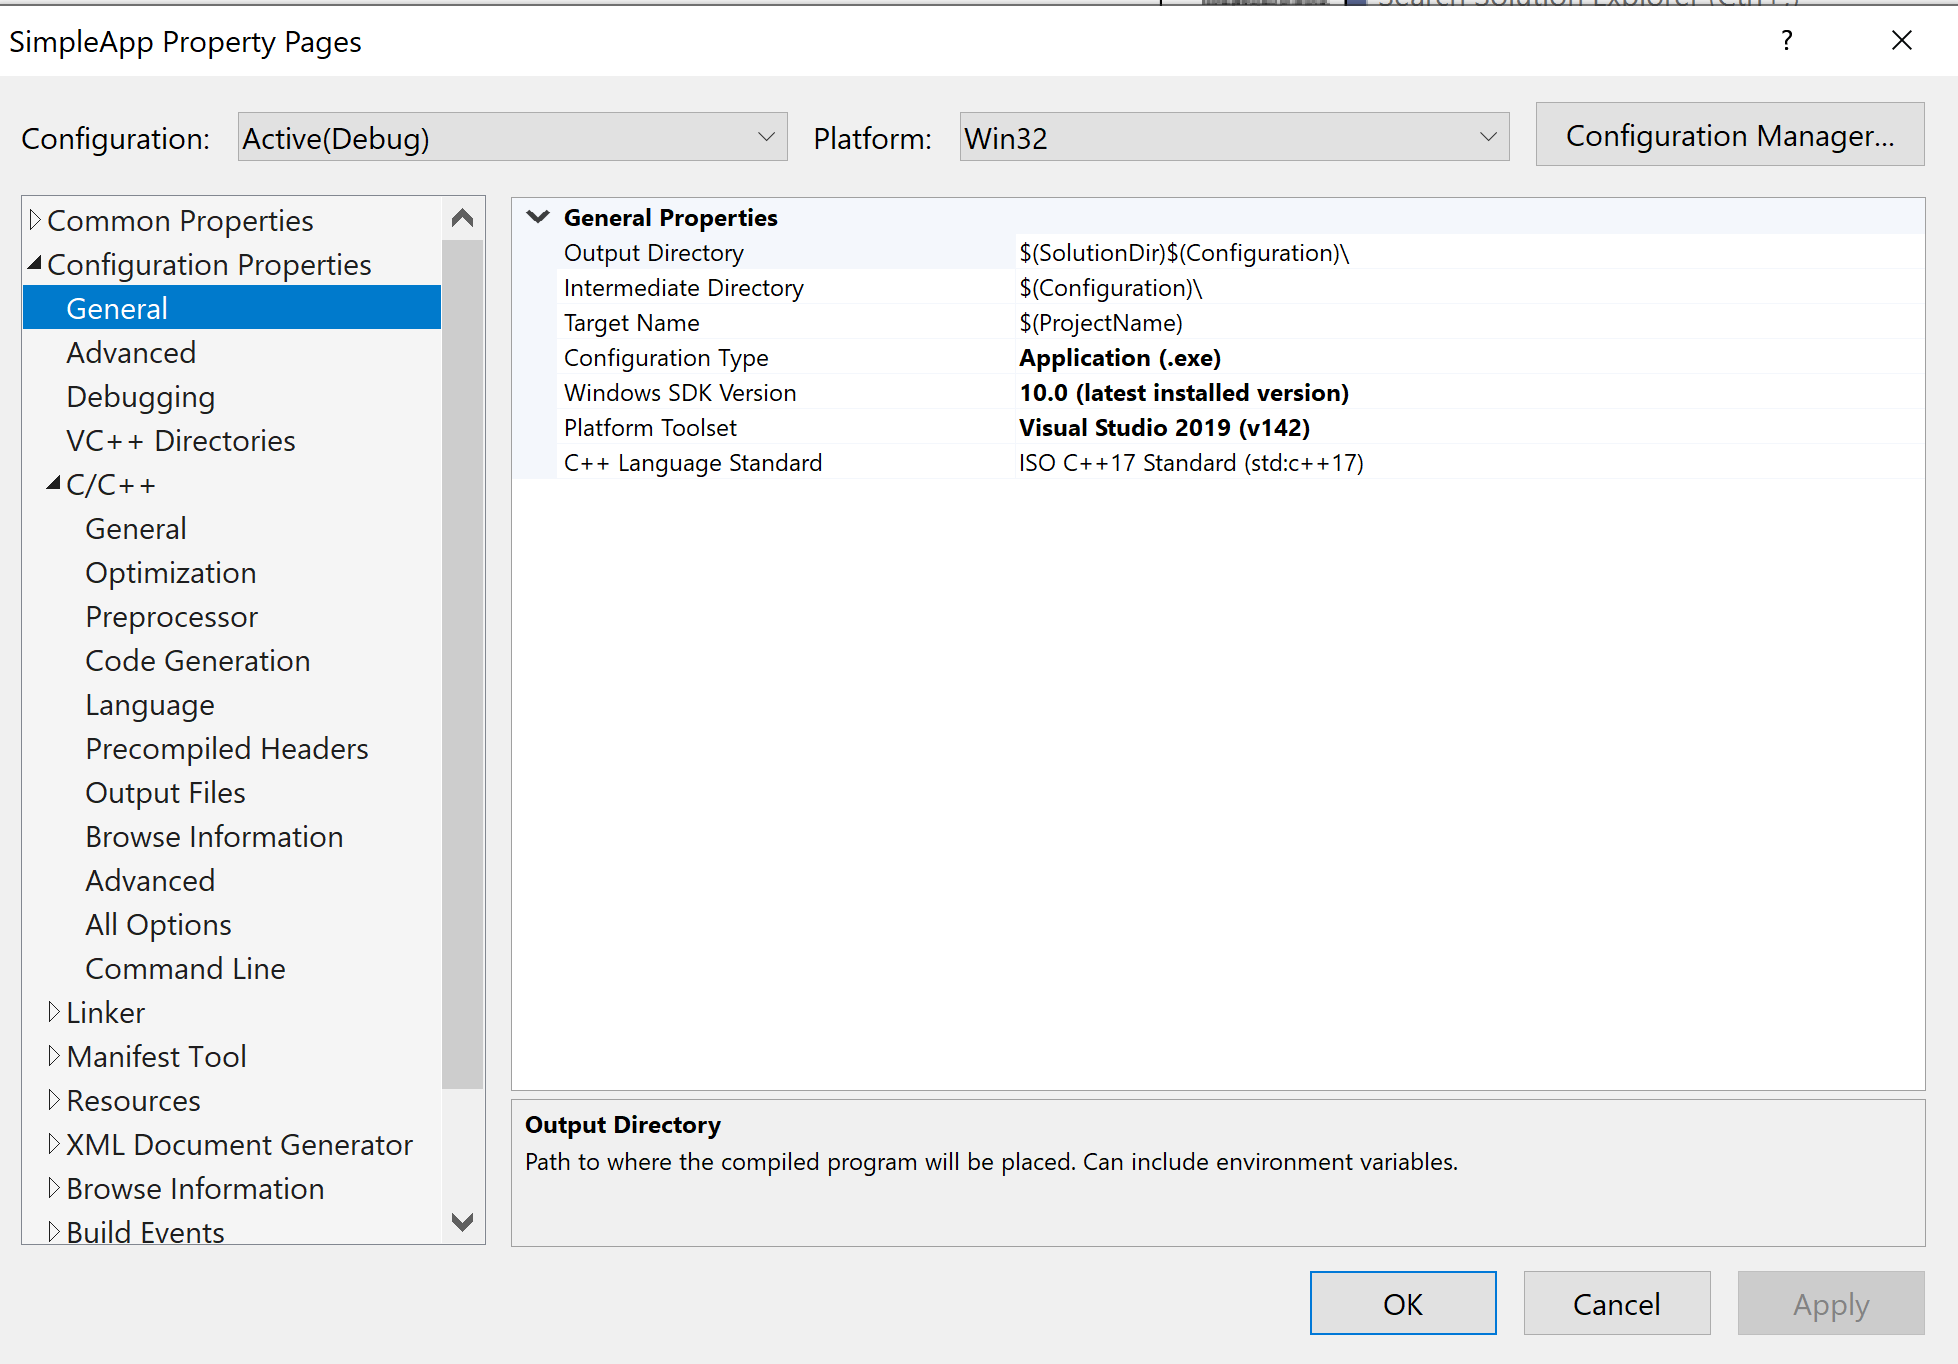 Search Solution Explorer (Ctrl+;)
SimpleApp Property Pages
?
Configuration:
Active(Debug)
Platform:
Win32
Configuration Manager...
Common Properties
Configuration Properties
General
Advanced
Debugging
VC++ Directories
C/C++
General
Optimization
Preprocessor
Code Generation
Language
Precompiled Headers
Output Files
Browse Information
Advanced
All Options
Command Line
Linker
Manifest Tool
Resources
XML Document Generator
Browse Information
Build Events
General Properties
Output Directory $(SolutionDir)$(Configuration)\
Intermediate Directory $(Configuration)\
Target Name $(ProjectName)
Configuration Type Application (.exe)
Windows SDK Version 10.0 (latest installed version)
Platform Toolset Visual Studio 2019 (v142)
C++ Language Standard ISO C++17 Standard (std:c++17)
Output Directory
Path to where the compiled program will be placed. Can include environment variables.
OK
Cancel
Apply